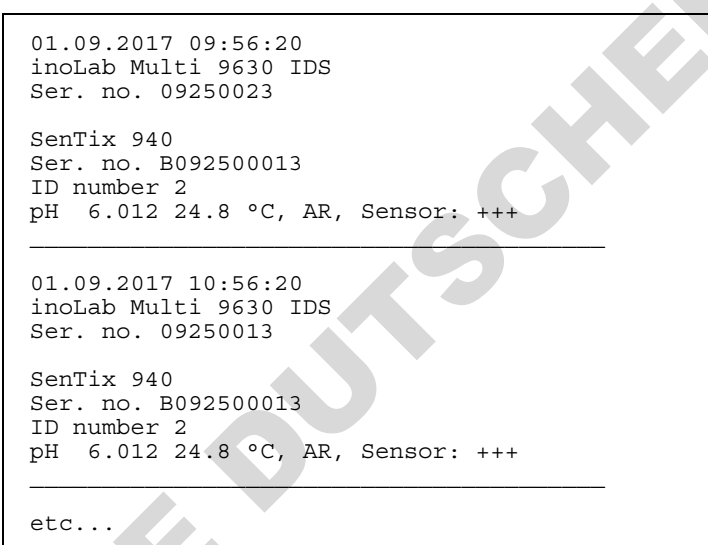 01.09.2017 09:56:20
inoLab Multi 9630 IDS
Ser. no. 09250023
SenTix 940
Ser. no. B092500013
ID number 2
pH  6.012 24.8 °C, AR, Sensor: +++
________________________________________
01.09.2017 10:56:20
inoLab Multi 9630 IDS
Ser. no. 09250013
SenTix 940
Ser. no. B092500013
ID number 2
pH  6.012 24.8 °C, AR, Sensor: +++
________________________________________
etc...
E DUTSCHE